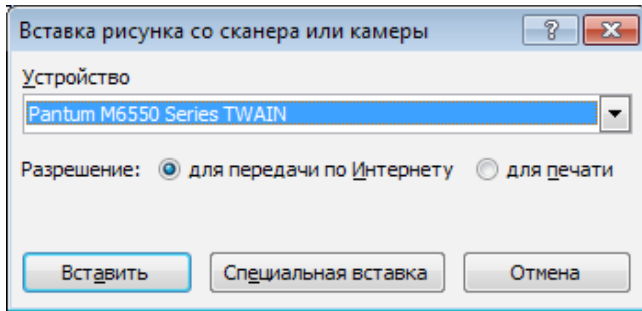 Вставка рисунка со сканера или камеры
Устройство
Pantum M6550 Series TWAIN
Разрешение: для передачи по Интернету для печати
Вставить Специальная вставка Отмена